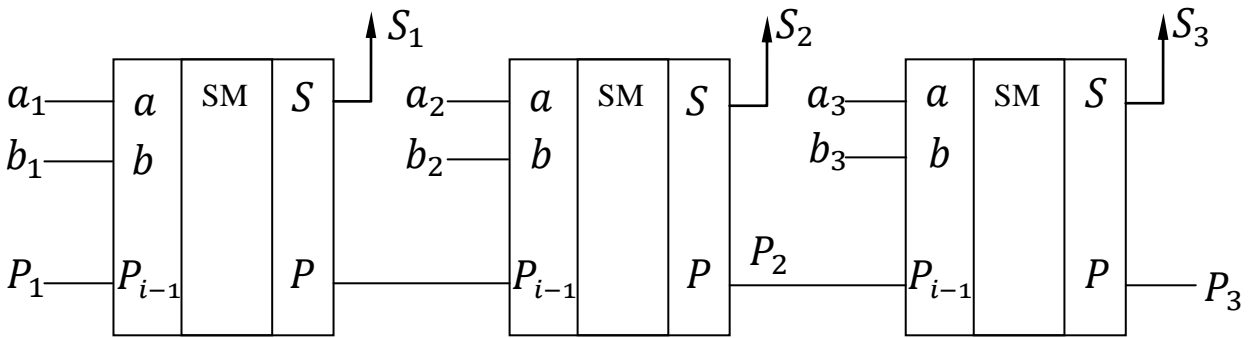 S₁ S₂ S₃
a₁ a SM S a₂ a SM S a₃ a SM S
b₁ b b₂ b b₃ b
P₂
P₁ Pᵢ₋₁ P Pᵢ₋₁ P Pᵢ₋₁ P P₃